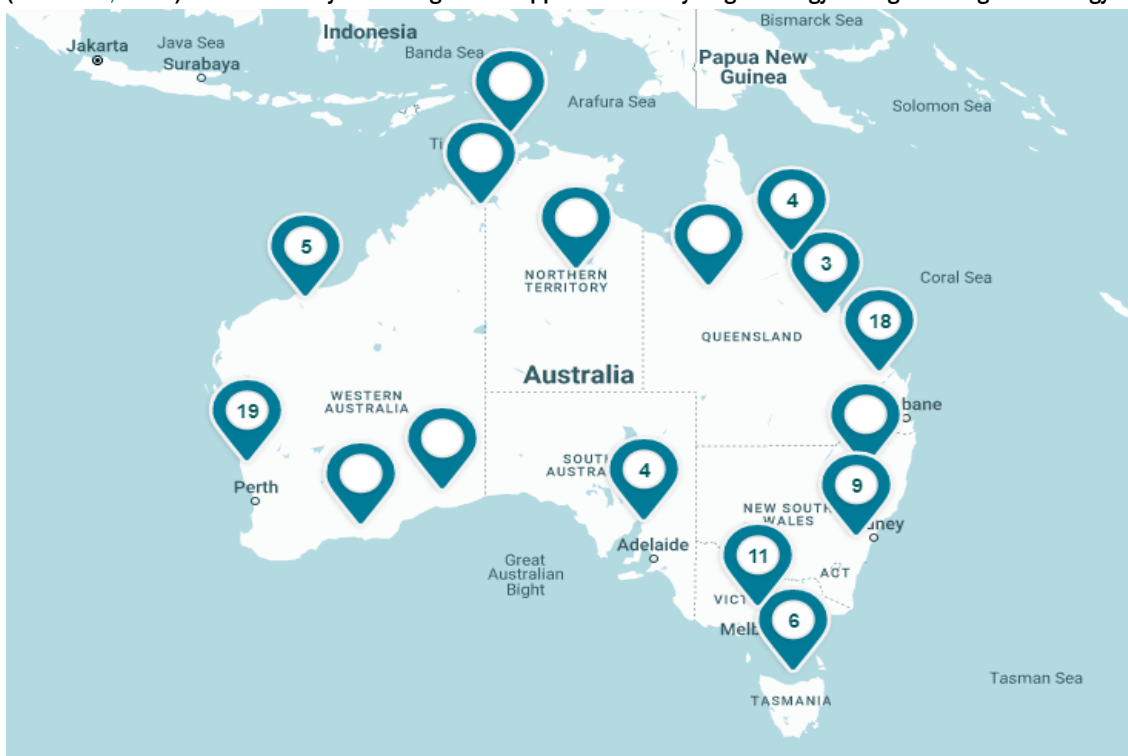 Bismarck Sea
Indonesia
Jakarta
Java Sea
Banda Sea
Surabaya
Papua New
Guinea
Arafura Sea
Solomon Sea
4
5
3
NORTHERN
TERRITORY
Coral Sea
18
QUEENSLAND
Australia
WESTERN
AUSTRALIA
19
bane
SOUTH
AUSTRA
4
9
Perth
NEW SOUTH
WALES
dney
Adelaide
11
Great
Australian
Bight
ACT
VICT
6
Melb
Tasman Sea
TASMANIA